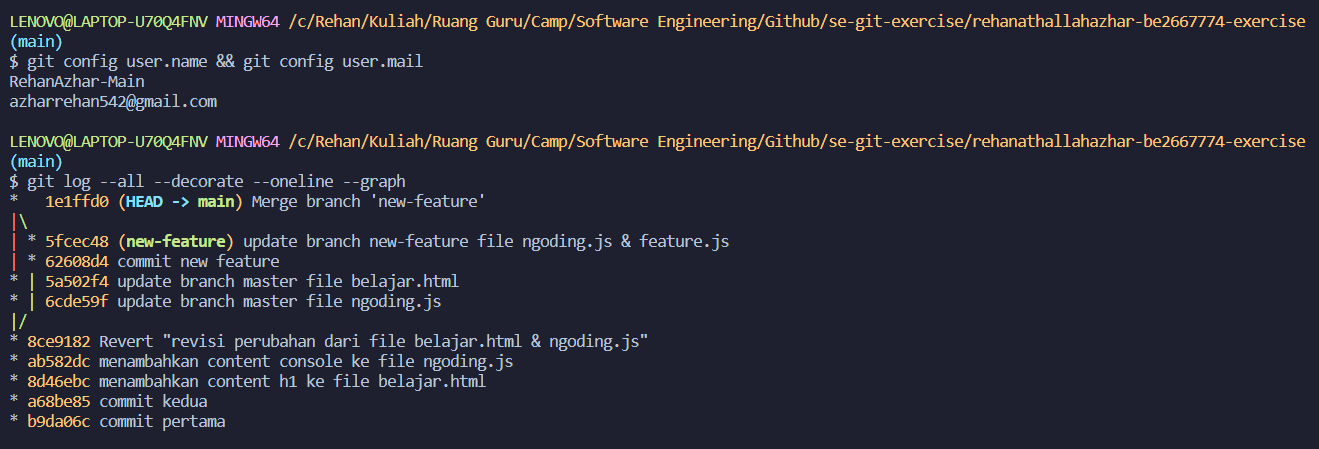 LENOVO@LAPTOP-U70Q4FNV MINGW64 /c/Rehan/Kuliah/Ruang Guru/Camp/Software Engineering/Github/se-git-exercise/rehanathallahazhar-be2667774-exercise
(main)
$ git config user.name && git config user.mail
RehanAzhar-Main
azharrehan542@gmail.com

LENOVO@LAPTOP-U70Q4FNV MINGW64 /c/Rehan/Kuliah/Ruang Guru/Camp/Software Engineering/Github/se-git-exercise/rehanathallahazhar-be2667774-exercise
(main)
$ git log --all --decorate --oneline --graph
*   1e1ffd0 (HEAD -> main) Merge branch 'new-feature'
|\
| * 5fcec48 (new-feature) update branch new-feature file ngoding.js & feature.js
| * 62608d4 commit new feature
* | 5a502f4 update branch master file belajar.html
* | 6cde59f update branch master file ngoding.js
|/
* 8ce9182 Revert "revisi perubahan dari file belajar.html & ngoding.js"
* ab582dc menambahkan content console ke file ngoding.js
* 8d46ebc menambahkan content h1 ke file belajar.html
* a68be85 commit kedua
* b9da06c commit pertama